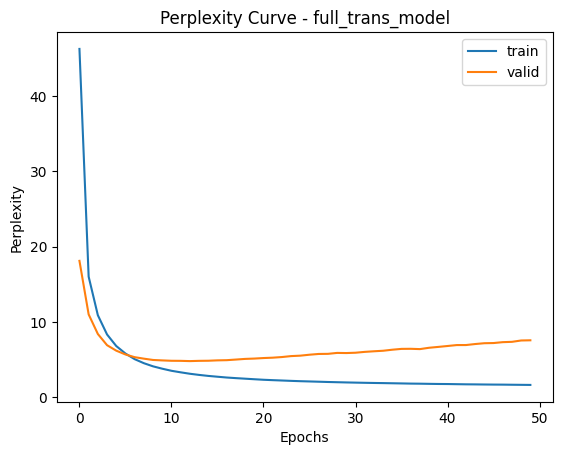 Perplexity Curve - full_trans_model
train
valid
Perplexity
40
30
20
10
0
0 10 20 30 40 50
Epochs